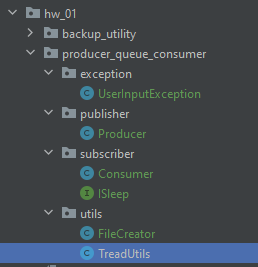 hw_01
backup_utility
producer_queue_consumer
exception
UserInputException
publisher
Producer
subscriber
Consumer
ISleep
utils
FileCreator
TreadUtils